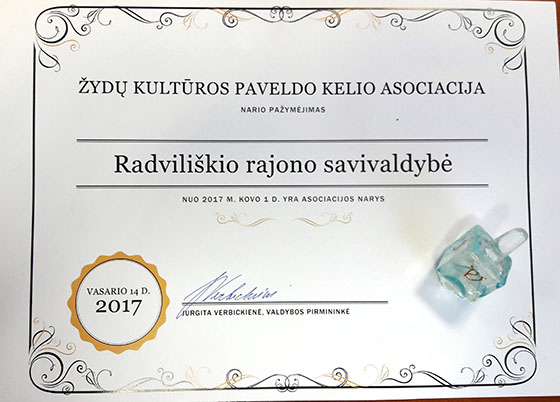 ŽYDŲ KULTŪROS PAVELDO KELIO ASOCIACIJA
NARIO PAŽYMĖJIMAS
Radviliškio rajono savivaldybė
NUO 2017 M. KOVO 1 D. YRA ASOCIACIJOS NARYS
VASARIO 14 D.
2017
JURGITA VERBICKIENĖ, VALDYBOS PIRMININKĖ